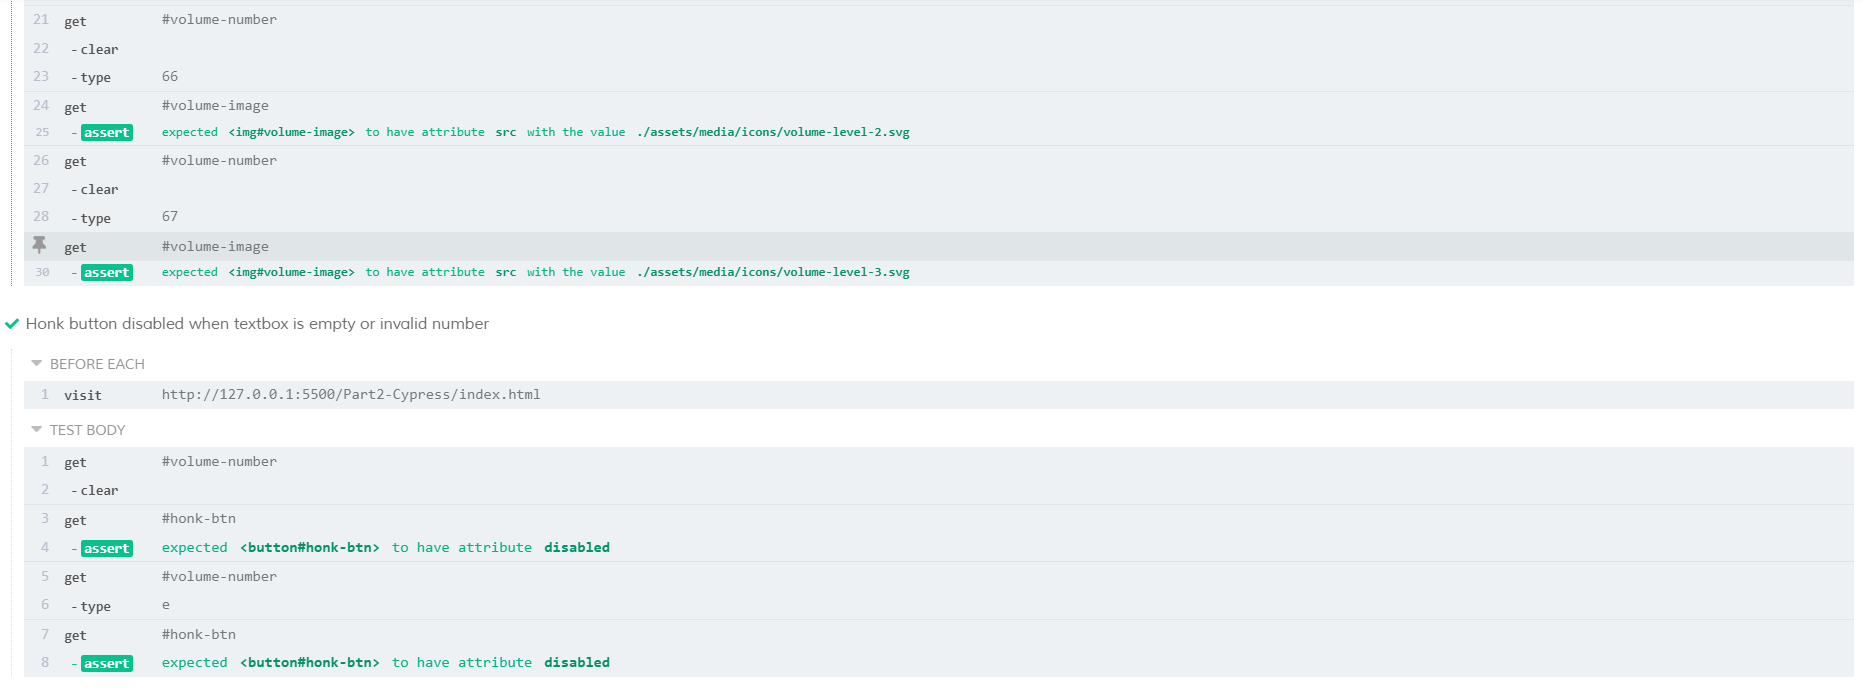 21 get #volume-number
22 -clear
23 -type 66
24 get #volume-image
25 -assert expected <img#volume-image> to have attribute src with the value ./assets/media/icons/volume-level-2.svg
26 get #volume-number
27 -clear
28 -type 67
get #volume-image
30 -assert expected <img#volume-image> to have attribute src with the value ./assets/media/icons/volume-level-3.svg
Honk button disabled when textbox is empty or invalid number
BEFORE EACH
1 visit http://127.0.0.1:5500/Part2-Cypress/index.html
TEST BODY
1 get #volume-number
2 -clear
3 get #honk-btn
4 -assert expected <button#honk-btn> to have attribute disabled
5 get #volume-number
6 -type e
7 get #honk-btn
8 -assert expected <button#honk-btn> to have attribute disabled